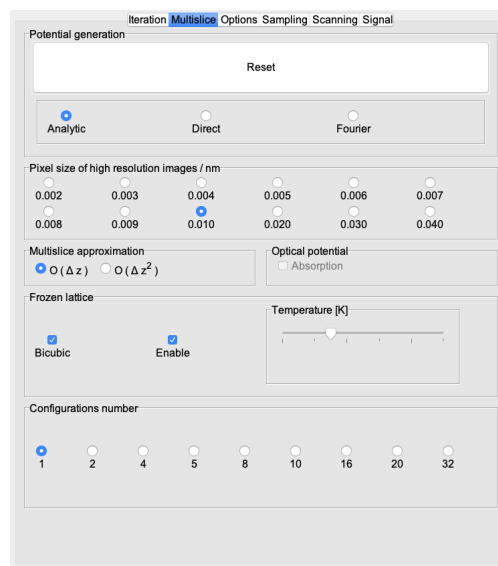 Iteration Multislice Options Sampling Scanning Signal
Potential generation
Reset
Analytic Direct Fourier
Pixel size of high resolution images / nm
0.002 0.003 0.004 0.005 0.006 0.007
0.008 0.009 0.010 0.020 0.030 0.040
Multislice approximation Optical potential
O ( Δ z ) O ( Δ z² ) Absorption
Frozen lattice
Temperature [K]
Bicubic Enable
Configurations number
1 2 4 5 8 10 16 20 32